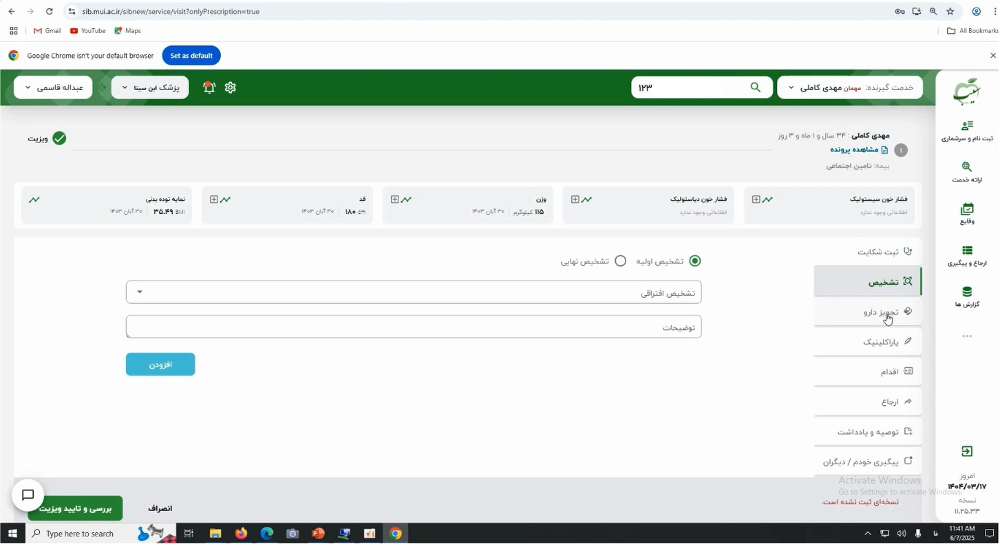 sib.mui.ac.ir/sibnew/service/visit?onlyPrescription=true
Gmail YouTube Maps All Bookmarks
Google Chrome isn't your default browser Set as default
سیب
خدمت گیرنده: مهمان مهدی کاملی
۱۲۳
پزشک ابن سینا
عبداله قاسمی
ثبت نام و سرشماری
ارائه خدمت
وقایع
ارجاع و پیگیری
گزارش ها
مهدی کاملی : ۳۴ سال و ۱ ماه و ۳ روز
۱
مشاهده پرونده
بیمه: تامین اجتماعی
ویزیت
فشار خون سیستولیک
اطلاعاتی وجود ندارد
فشار خون دیاستولیک
اطلاعاتی وجود ندارد
وزن
۱۱۵ کیلوگرم ۳۰ آبان ۱۴۰۳
قد
۱۸۰ cm ۳۰ آبان ۱۴۰۳
نمایه توده بدنی
۳۵.۴۹ BMI ۳۰ آبان ۱۴۰۳
ثبت شکایت
تشخیص
تجویز دارو
پاراکلینیک
اقدام
ارجاع
توصیه و یادداشت
پیگیری خودم / دیگران
تشخیص اولیه تشخیص نهایی
تشخیص افتراقی
توضیحات
افزودن
Activate Windows
Go to Settings to activate Windows.
نسخه‌ای ثبت نشده است.
انصراف
بررسی و تایید ویزیت
امروز
۱۴۰۴/۰۳/۱۷
نسخه
۱۱.۲۵.۳۳
Type here to search
فا
11:41 AM
6/7/2025